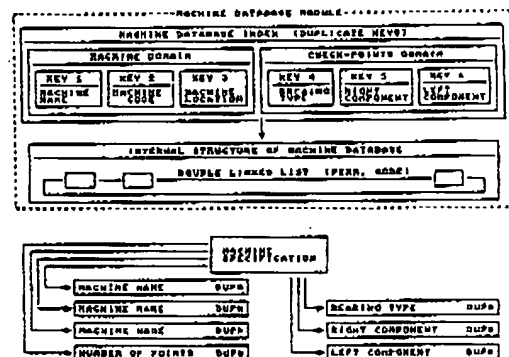 MACHINE DATABASE MODULE
MACHINE DATABASE INDEX (DUPLICATE KEYS)
MACHINE DOMAIN
CHECK-POINTS DOMAIN
KEY 1
KEY 2
KEY 3
KEY 4
KEY 5
KEY 6
MACHINE NAME
MACHINE CODE
MACHINE LOCATION
BEARING TYPE
RIGHT COMPONENT
LEFT COMPONENT
INTERNAL STRUCTURE OF MACHINE DATABASE
DOUBLE LINKED LIST
MACHINE SPECIFICATION
MACHINE NAME DUPS
MACHINE NAME DUPS
MACHINE NAME DUPS
NUMBER OF POINTS DUPS
BEARING TYPE DUPS
RIGHT COMPONENT DUPS
LEFT COMPONENT DUPS